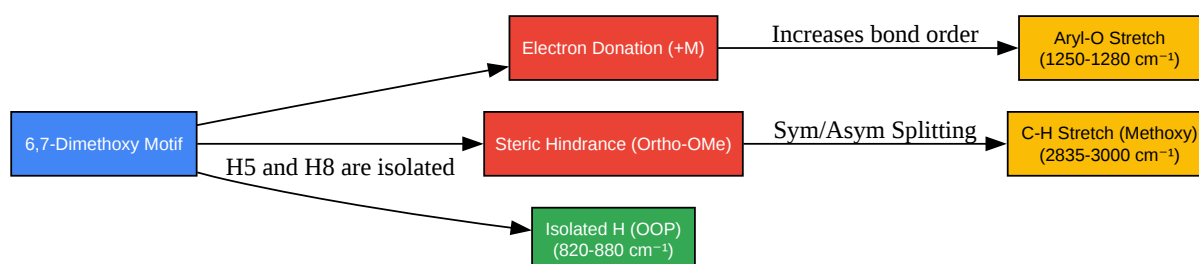 Electron Donation (+M)
Increases bond order
Aryl-O Stretch
(1250-1280 cm⁻¹)
6,7-Dimethoxy Motif
Steric Hindrance (Ortho-OMe)
Sym/Asym Splitting
C-H Stretch (Methoxy)
(2835-3000 cm⁻¹)
H5 and H8 are isolated
Isolated H (OOP)
(820-880 cm⁻¹)